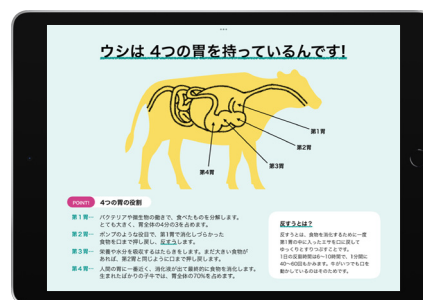 ウシは 4つの胃を持っているんです!
第1胃
第2胃
第3胃
第4胃
POINT! 4つの胃の役割
第1胃… バクテリアや微生物の働きで、食べたものを分解します。
とても大きく、胃全体の4分の3を占めます。
第2胃… ポンプのような役目で、第1胃で消化しづらかった
食物を口まで押し戻し、反すうします。
第3胃… 栄養や水分を吸収するはたらきをします。まだ大きい食物が
あれば、第2胃と同じように口まで押し戻します。
第4胃… 人間の胃に一番近く、消化液が出て最終的に食物を消化します。
生まれたばかりの子牛では、胃全体の70%を占めます。
反すうとは?
反すうとは、食物を消化するために一度
第1胃の中に入ったエサを口に戻して
ゆっくりとすりつぶすことです。
1日の反芻時間は6〜10時間で、1分間に
40〜60回もかみます。牛がいつでも口を
動かしているのはそのためです。